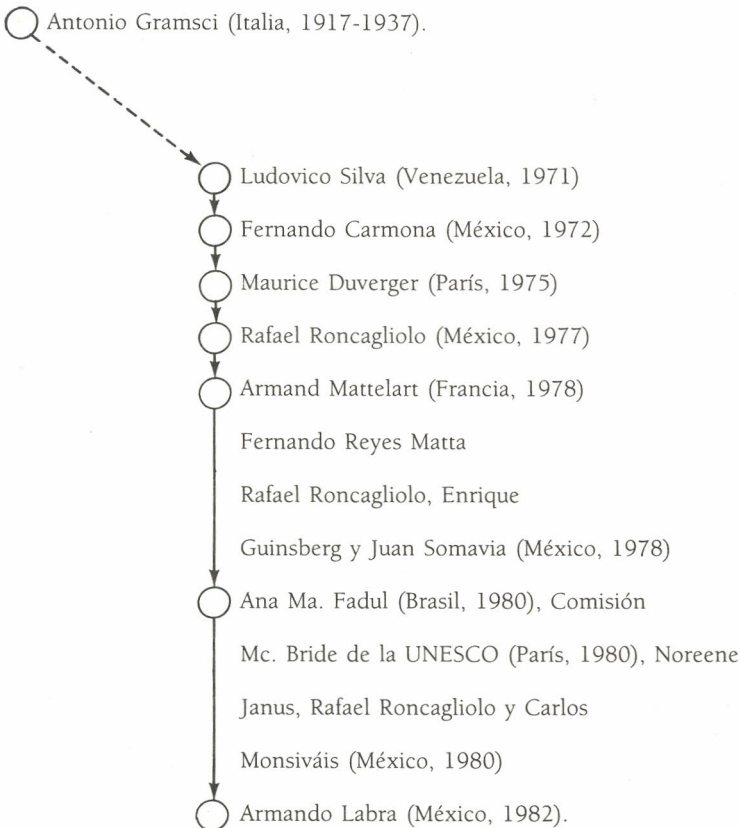 Antonio Gramsci (Italia, 1917-1937).
Ludovico Silva (Venezuela, 1971)
Fernando Carmona (México, 1972)
Maurice Duverger (París, 1975)
Rafael Roncagliolo (México, 1977)
Armand Mattelart (Francia, 1978)
Fernando Reyes Matta
Rafael Roncagliolo, Enrique
Guinsberg y Juan Somavia (México, 1978)
Ana Ma. Fadul (Brasil, 1980), Comisión
Mc. Bride de la UNESCO (París, 1980), Noreene
Janus, Rafael Roncagliolo y Carlos
Monsiváis (México, 1980)
Armando Labra (México, 1982).